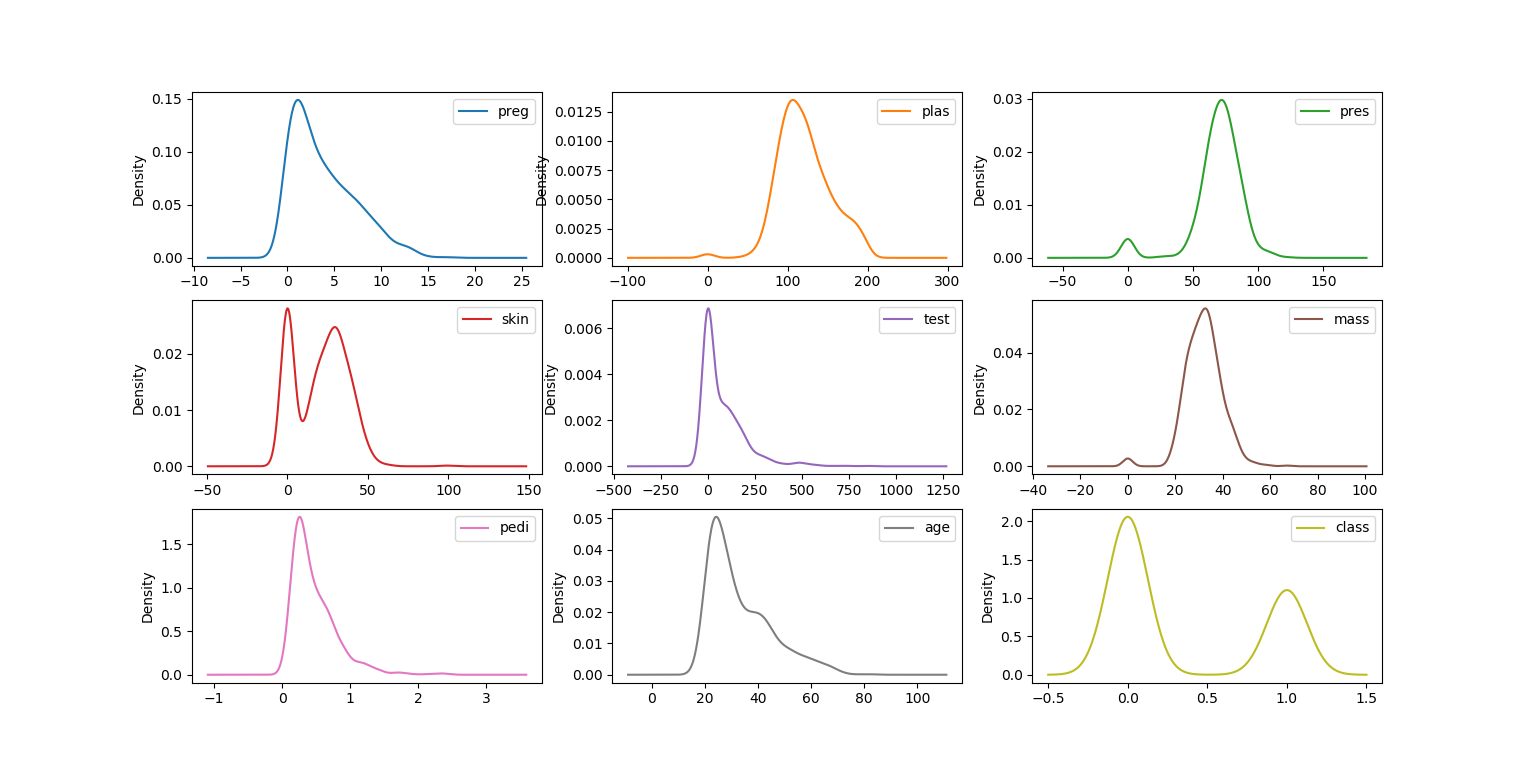 preg
0.15
0.10
0.05
0.00
Density
−10 −5 0 5 10 15 20 25
plas
0.0125
0.0100
0.0075
0.0050
0.0025
0.0000
Density
−100 0 100 200 300
pres
0.03
0.02
0.01
0.00
Density
−50 0 50 100 150
skin
0.02
0.01
0.00
Density
−50 0 50 100 150
test
0.006
0.004
0.002
0.000
Density
−500 −250 0 250 500 750 1000 1250
mass
0.04
0.02
0.00
Density
−40 −20 0 20 40 60 80 100
pedi
1.5
1.0
0.5
0.0
Density
−1 0 1 2 3
age
0.05
0.04
0.03
0.02
0.01
0.00
Density
0 20 40 60 80 100
class
2.0
1.5
1.0
0.5
0.0
Density
−0.5 0.0 0.5 1.0 1.5